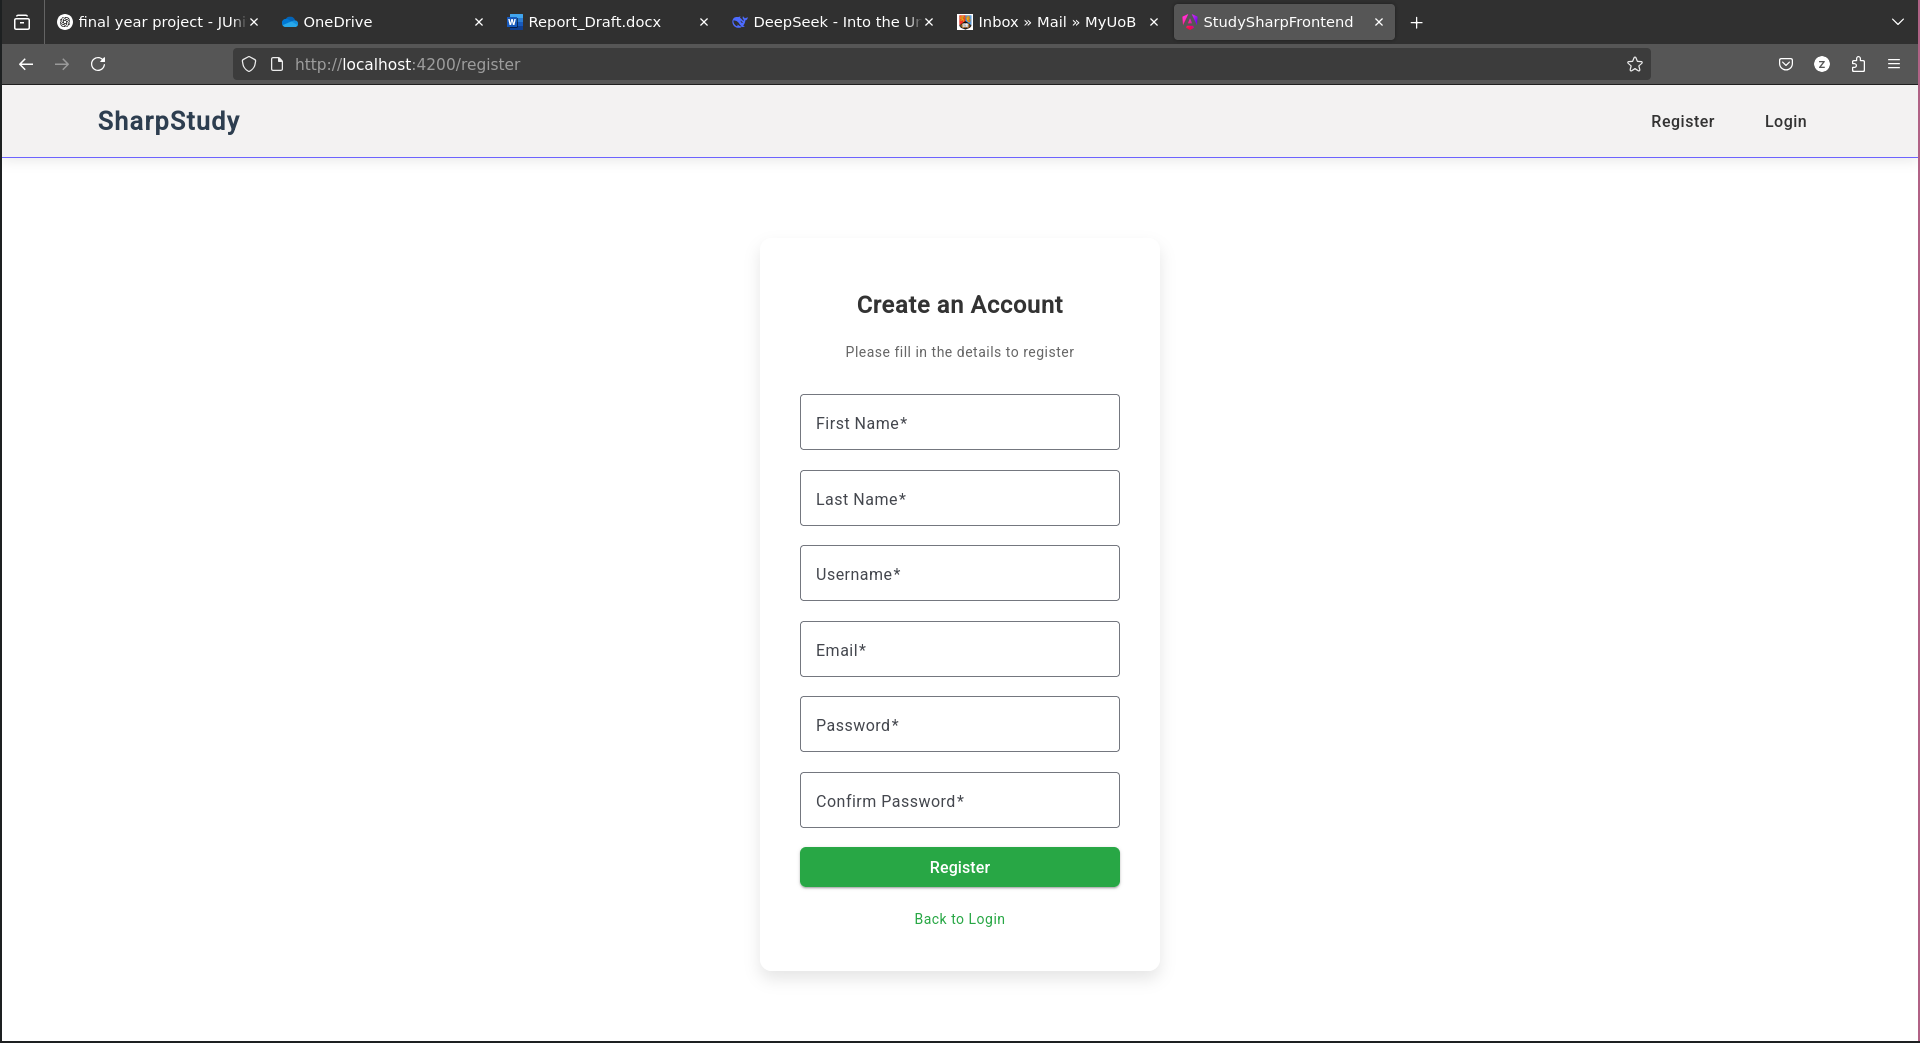 final year project - JUni
OneDrive
Report_Draft.docx
DeepSeek - Into the Un
Inbox » Mail » MyUoB
StudySharpFrontend
http://localhost:4200/register
Z
SharpStudy
Register
Login
Create an Account
Please fill in the details to register
First Name*
Last Name*
Username*
Email*
Password*
Confirm Password*
Register
Back to Login